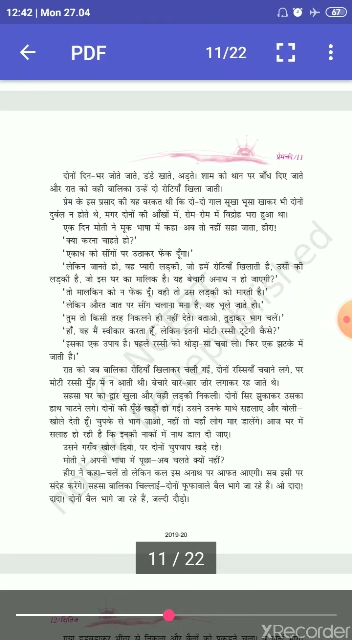 12:42 | Mon 27.04
67
PDF
11/22
प्रेमचंद/11
दोनों दिन-भर जोते जाते, डंडे खाते, अड़ते। शाम को थान पर बाँध दिए जाते
और रात को वही बालिका उन्हें दो रोटियाँ खिला जाती।
प्रेम के इस प्रसाद की यह बरकत थी कि दो-दो गाल सूखा भूसा खाकर भी दोनों
दुर्बल न होते थे, मगर दोनों की आँखों में, रोम-रोम में विद्रोह भरा हुआ था।
एक दिन मोती ने मूक भाषा में कहा- अब तो नहीं सहा जाता, हीरा!
'क्या करना चाहते हो?'
'एकाध को सींगों पर उठाकर फेंक दूँगा।'
'लेकिन जानते हो, वह प्यारी लड़की, जो हमें रोटियाँ खिलाती है, उसी की
लड़की है, जो इस घर का मालिक है। यह बेचारी अनाथ न हो जाएगी?'
'तो मालकिन को न फेंक दूँ। वही तो उस लड़की को मारती है।'
'लेकिन औरत जात पर सींग चलाना मना है, यह भूले जाते हो।'
'तुम तो किसी तरह निकलने ही नहीं देते। बताओ, तुड़ाकर भाग चलें।'
'हाँ, यह मैं स्वीकार करता हूँ, लेकिन इतनी मोटी रस्सी टूटेगी कैसे?'
'इसका एक उपाय है। पहले रस्सी को थोड़ा सा चबा लो। फिर एक झटके में
जाती है।'
रात को जब बालिका रोटियाँ खिलाकर चली गई, दोनों रस्सियाँ चबाने लगे, पर
मोटी रस्सी मुँह में न आती थी। बेचारे बार-बार ज़ोर लगाकर रह जाते थे।
सहसा घर का द्वार खुला और वही लड़की निकली। दोनों सिर झुकाकर उसका
हाथ चाटने लगे। दोनों की पूँछें खड़ी हो गईं। उसने उनके माथे सहलाए और बोली-
खोले देती हूँ। चुपके से भाग जाओ, नहीं तो यहाँ लोग मार डालेंगे। आज घर में
सलाह हो रही है कि इनकी नाकों में नाथ डाल दी जाएँ।
उसने गराँव खोल दिया, पर दोनों चुपचाप खड़े रहे।
मोती ने अपनी भाषा में पूछा- अब चलते क्यों नहीं?
हीरा ने कहा- चलें तो लेकिन कल इस अनाथ पर आफत आएगी। सब इसी पर
संदेह करेंगे। सहसा बालिका चिल्लाई- दोनों फूफावाले बैल भागे जा रहे हैं। ओ दादा!
दादा! दोनों बैल भागे जा रहे हैं, जल्दी दौड़ो।
2019-20
11 / 22
12/क्षितिज
XRecorder